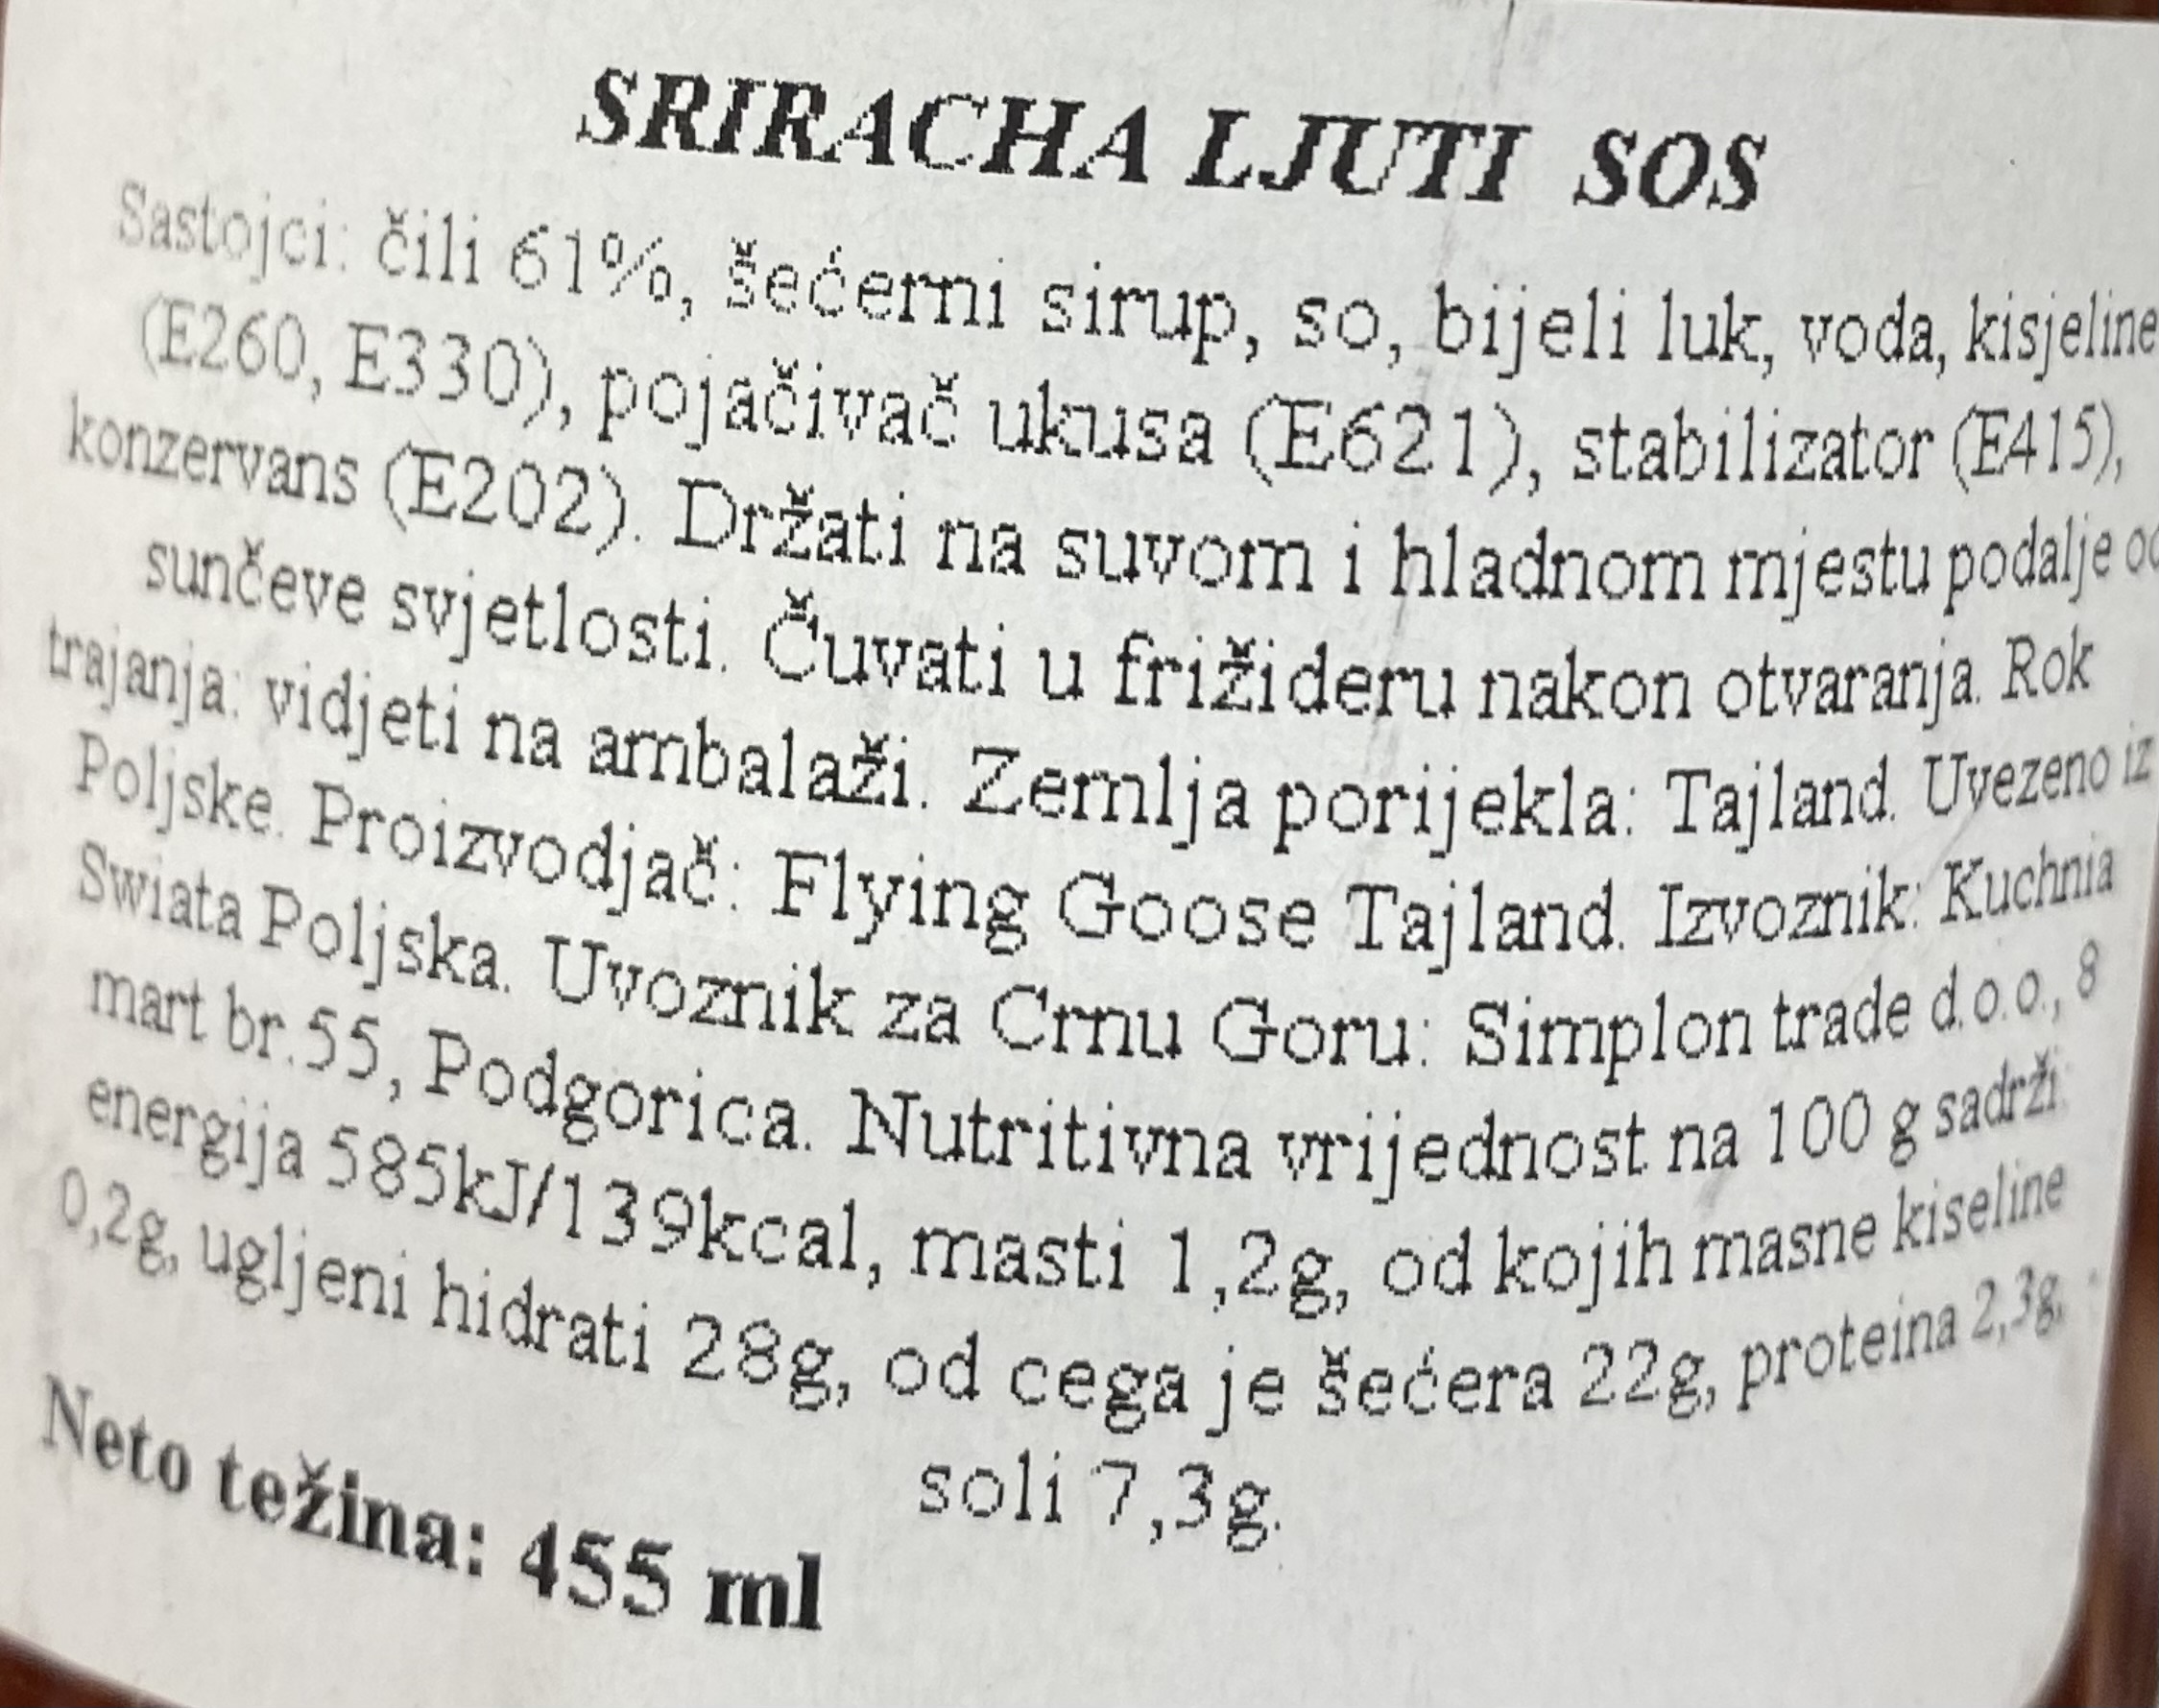 SRIRACHA LJUTI SOS
Sastojci: čili 61%, šećerni sirup, so, bijeli luk, voda, kisjeline
(E260, E330), pojačivač ukusa (E621), stabilizator (E415),
konzervans (E202). Držati na suvom i hladnom mjestu podalje od
sunčeve svjetlosti. Čuvati u frižideru nakon otvaranja. Rok
trajanja: vidjeti na ambalaži. Zemlja porijekla: Tajland. Uvezeno iz
Poljske. Proizvodjač: Flying Goose Tajland. Izvoznik: Kuchnia
Swiata Poljska. Uvoznik za Crnu Goru: Simplon trade d.o.o., 8
mart br.55, Podgorica. Nutritivna vrijednost na 100 g sadrži:
energija 585kJ/139kcal, masti 1,2g, od kojih masne kiseline
0,2g, ugljeni hidrati 28g, od cega je šećera 22g, proteina 2,3g,
soli 7,3g.
Neto težina: 455 ml